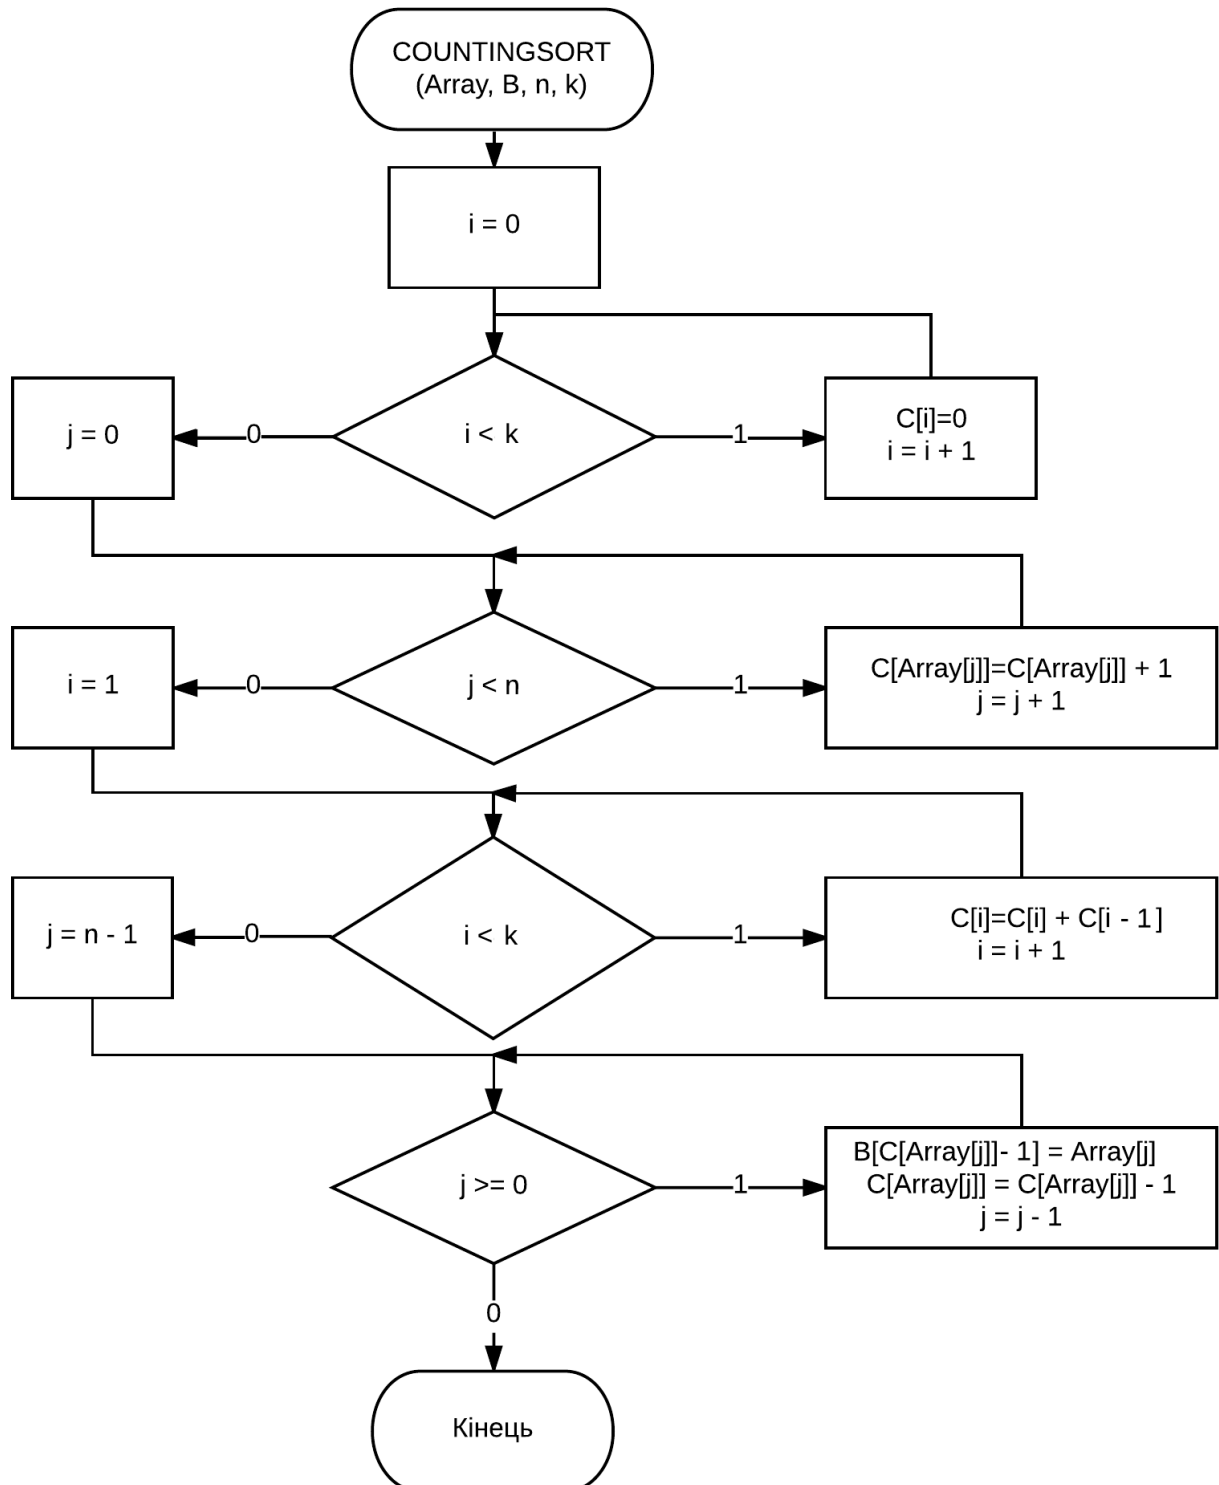 COUNTINGSORT
(Array, B, n, k)
i = 0
j = 0
0
i < k
1
C[i]=0
i = i + 1
i = 1
0
j < n
1
C[Array[j]]=C[Array[j]] + 1
j = j + 1
j = n - 1
0
i < k
1
C[i]=C[i] + C[i - 1]
i = i + 1
j >= 0
1
B[C[Array[j]]- 1] = Array[j]
C[Array[j]] = C[Array[j]] - 1
j = j - 1
0
Кінець